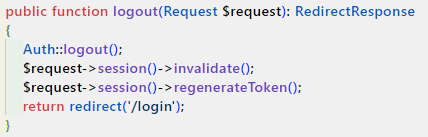 public function logout(Request $request): RedirectResponse
{
    Auth::logout();
    $request->session()->invalidate();
    $request->session()->regenerateToken();
    return redirect('/login');
}